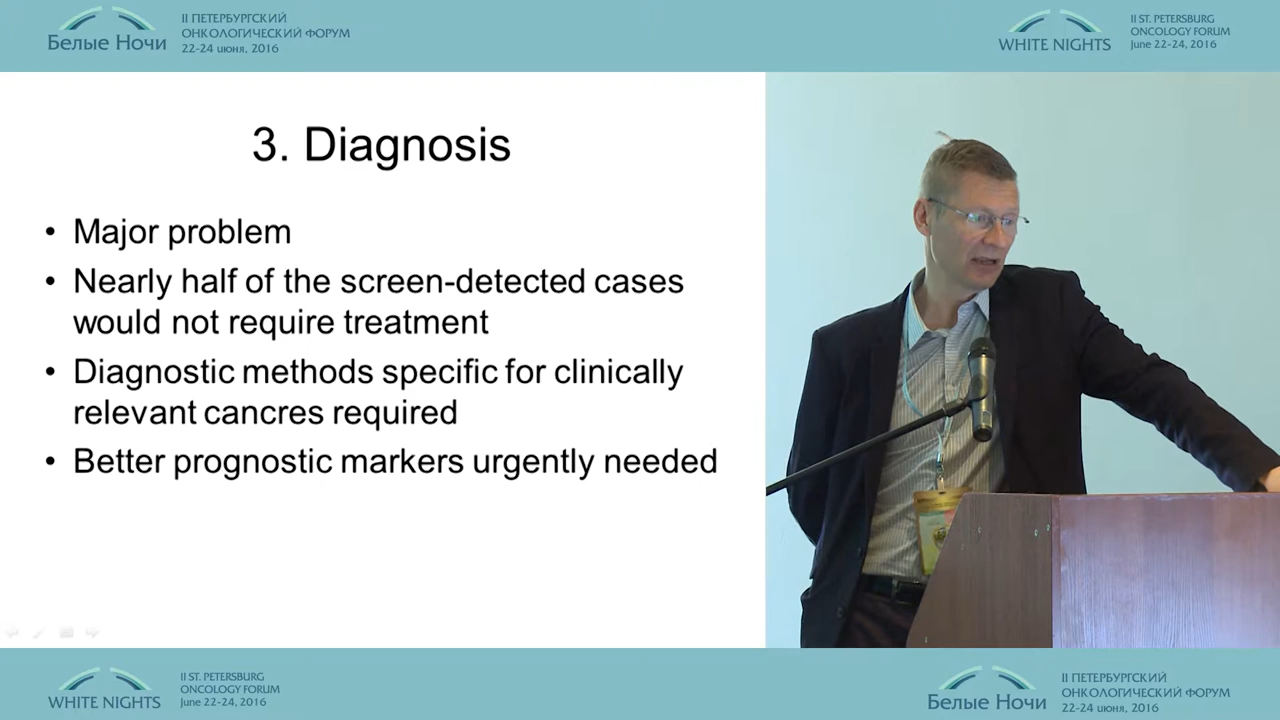 Белые Ночи
II ПЕТЕРБУРГСКИЙ
ОНКОЛОГИЧЕСКИЙ ФОРУМ
22-24 июня, 2016
WHITE NIGHTS
II ST. PETERSBURG
ONCOLOGY FORUM
June 22-24, 2016
3. Diagnosis
• Major problem
• Nearly half of the screen-detected cases
would not require treatment
• Diagnostic methods specific for clinically
relevant cancres required
• Better prognostic markers urgently needed
WHITE NIGHTS
II ST. PETERSBURG
ONCOLOGY FORUM
June 22-24, 2016
Белые Ночи
II ПЕТЕРБУРГСКИЙ
ОНКОЛОГИЧЕСКИЙ ФОРУМ
22-24 июня, 2016